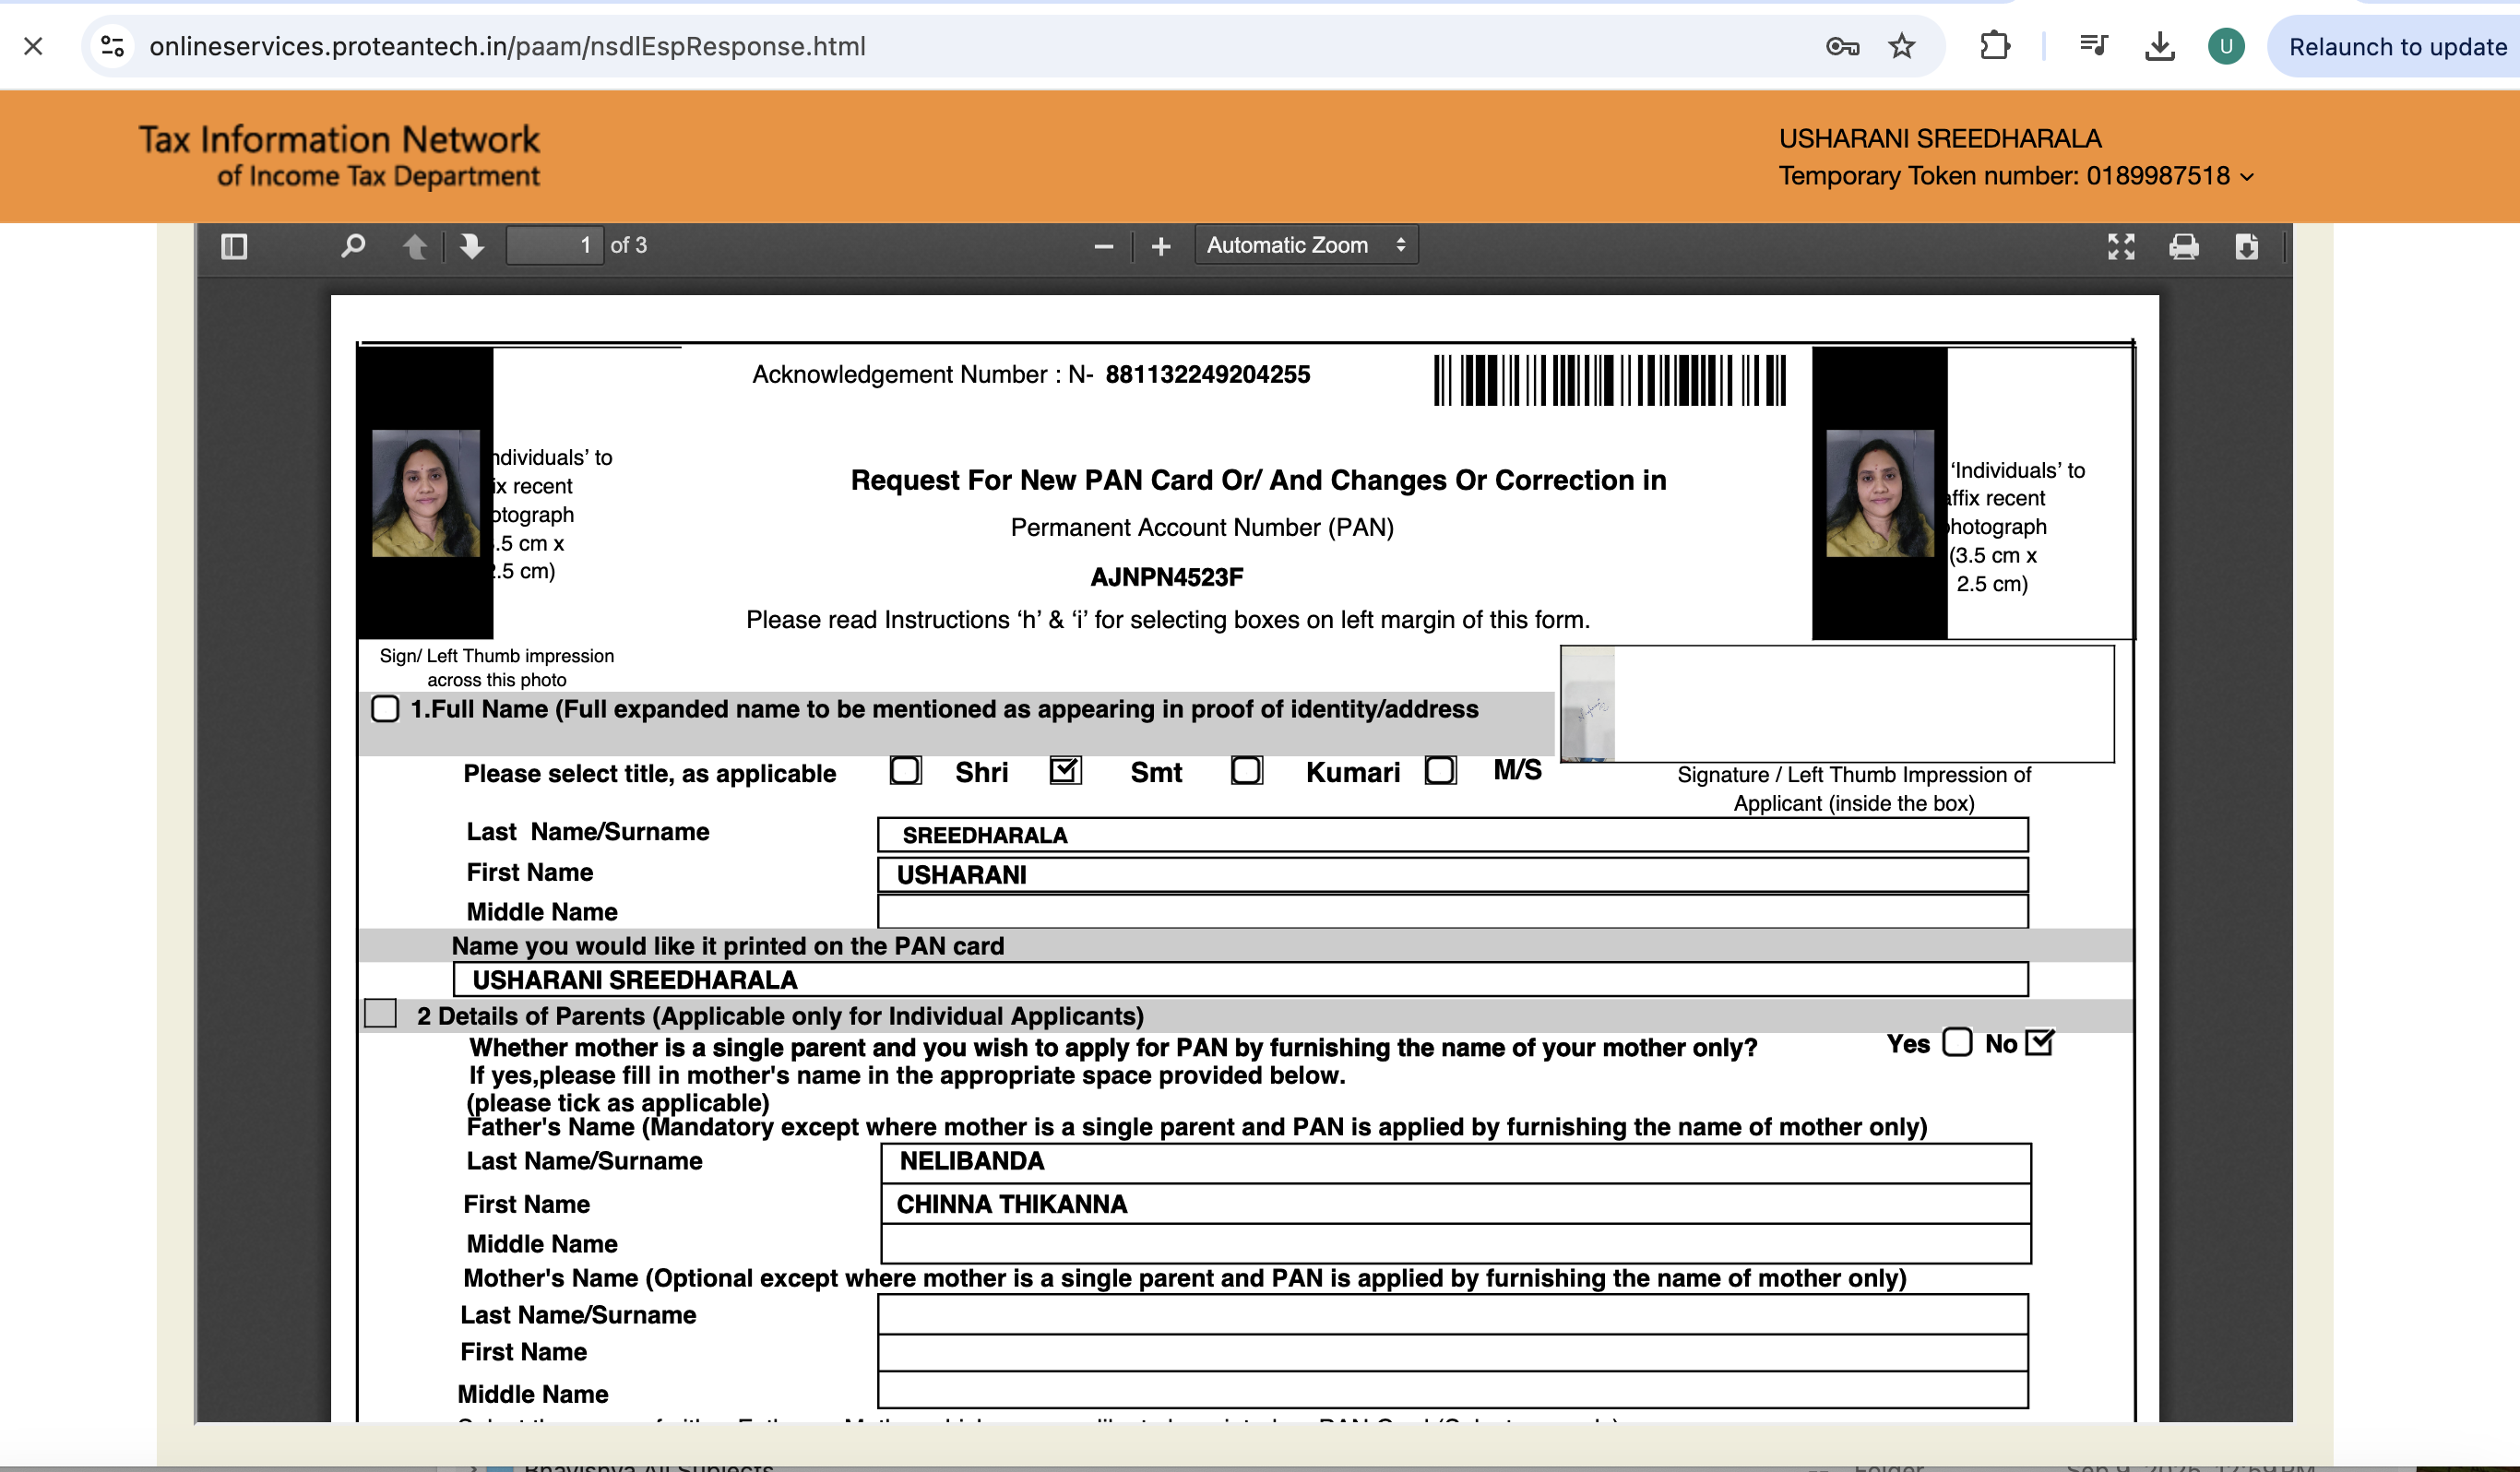 onlineservices.proteantech.in/paam/nsdlEspResponse.html
U
Relaunch to update
Tax Information Network
of Income Tax Department
USHARANI SREEDHARALA
Temporary Token number: 0189987518
1 of 3
Automatic Zoom
Acknowledgement Number : N- 881132249204255
ndividuals’ to
ix recent
otograph
.5 cm x
.5 cm)
Request For New PAN Card Or/ And Changes Or Correction in
Permanent Account Number (PAN)
AJNPN4523F
Please read Instructions ‘h’ & ‘i’ for selecting boxes on left margin of this form.
‘Individuals’ to
affix recent
photograph
(3.5 cm x
2.5 cm)
Sign/ Left Thumb impression
across this photo
1.Full Name (Full expanded name to be mentioned as appearing in proof of identity/address
Please select title, as applicable Shri Smt Kumari M/S
Signature / Left Thumb Impression of
Applicant (inside the box)
Last Name/Surname SREEDHARALA
First Name USHARANI
Middle Name
Name you would like it printed on the PAN card
USHARANI SREEDHARALA
2 Details of Parents (Applicable only for Individual Applicants)
Whether mother is a single parent and you wish to apply for PAN by furnishing the name of your mother only? Yes No
If yes,please fill in mother's name in the appropriate space provided below.
(please tick as applicable)
Father's Name (Mandatory except where mother is a single parent and PAN is applied by furnishing the name of mother only)
Last Name/Surname NELIBANDA
First Name CHINNA THIKANNA
Middle Name
Mother's Name (Optional except where mother is a single parent and PAN is applied by furnishing the name of mother only)
Last Name/Surname
First Name
Middle Name
Bhavishya All Subjects